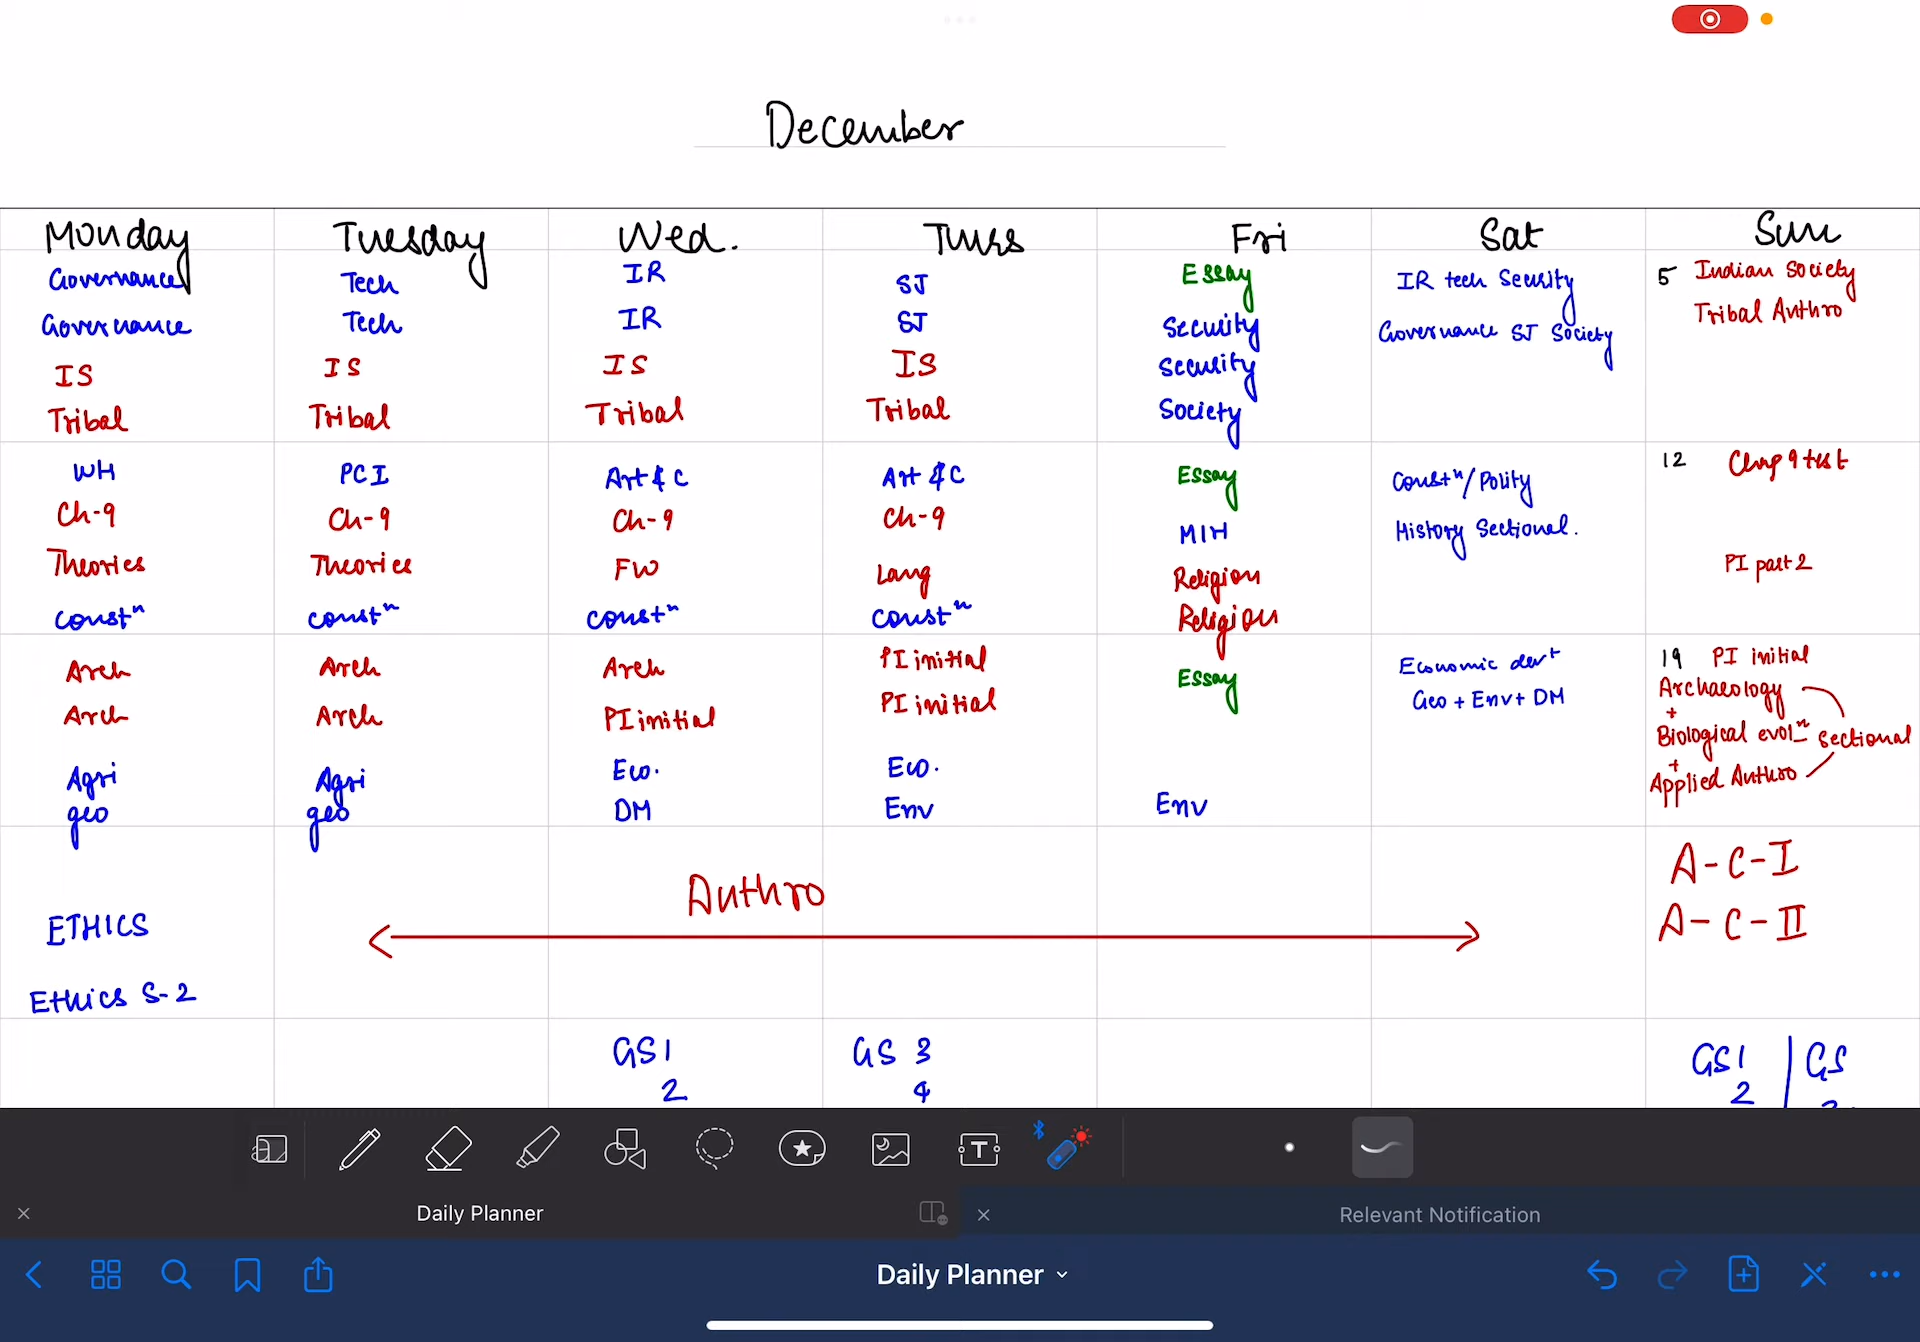 December
Monday
Tuesday
Wed.
Thurs
Fri
Sat
Sun
Governance
Governance
IS
Tribal
Tech
Tech
IS
Tribal
IR
IR
IS
Tribal
SJ
SJ
IS
Tribal
Essay
Security
Security
Society
IR tech Security
Governance SJ Society
5 Indian Society
Tribal Anthro
WH
Ch-9
Theories
Constⁿ
PCI
Ch-9
Theories
Constⁿ
Art & C
Ch-9
FW
Constⁿ
Art & C
Ch-9
Lang
Constⁿ
Essay
MIH
Religion
Religion
Constⁿ/Polity
History Sectional.
12 Chap 9 test
PI part 2
Arch
Arch
Agri
geo
Arch
Arch
Agri
geo
Arch
PI initial
Eco.
DM
PI initial
PI initial
Eco.
Env
Essay
Env
Economic devt
Geo + Env + DM
19 PI initial
Archaeology
+
Biological evolⁿ Sectional
+
Applied Anthro
ETHICS
Ethics S-2
Anthro
A-C-I
A-C-II
GS1
2
GS 3
4
GS1 | GS
2
T
Daily Planner
Relevant Notification
Daily Planner